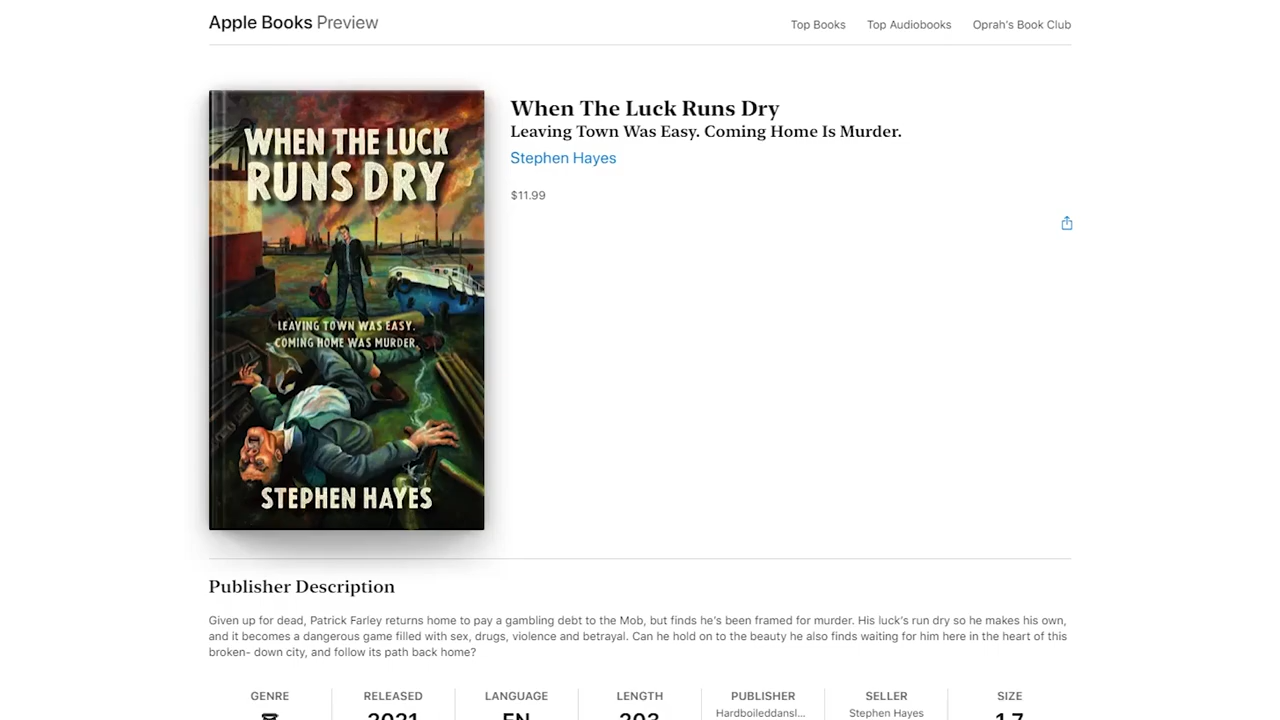 Apple Books Preview
Top Books
Top Audiobooks
Oprah's Book Club
WHEN THE LUCK
RUNS DRY
LEAVING TOWN WAS EASY.
COMING HOME WAS MURDER.
STEPHEN HAYES
When The Luck Runs Dry
Leaving Town Was Easy. Coming Home Is Murder.
Stephen Hayes
$11.99
Publisher Description
Given up for dead, Patrick Farley returns home to pay a gambling debt to the Mob, but finds he's been framed for murder. His luck's run dry so he makes his own,
and it becomes a dangerous game filled with sex, drugs, violence and betrayal. Can he hold on to the beauty he also finds waiting for him here in the heart of this
broken- down city, and follow its path back home?
GENRE
RELEASED
2021
LANGUAGE
EN
LENGTH
203
PUBLISHER
Hardboileddansl...
SELLER
Stephen Hayes
SIZE
1.7